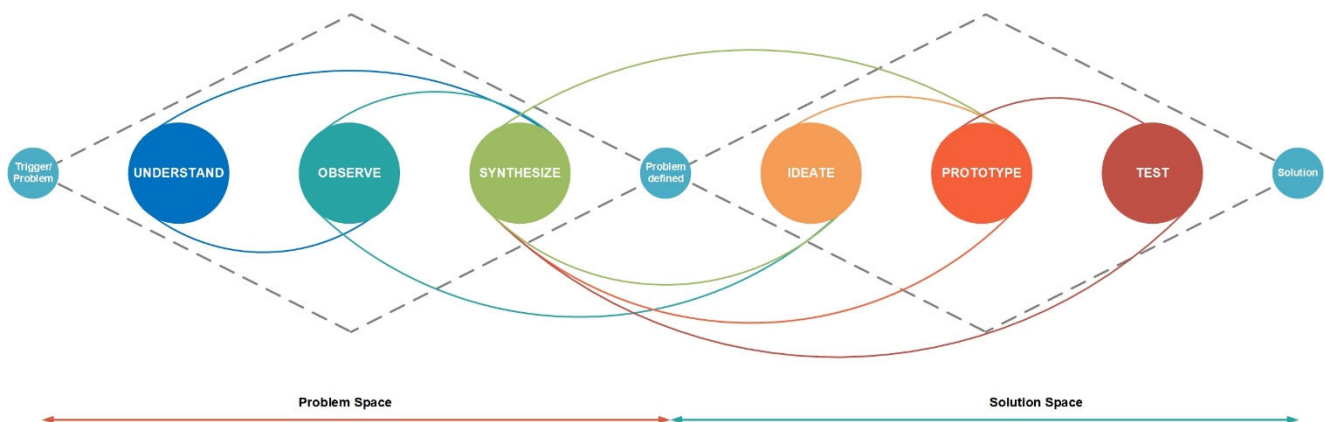 Trigger/
Problem
UNDERSTAND
OBSERVE
SYNTHESIZE
Problem
defined
IDEATE
PROTOTYPE
TEST
Solution
Problem Space
Solution Space